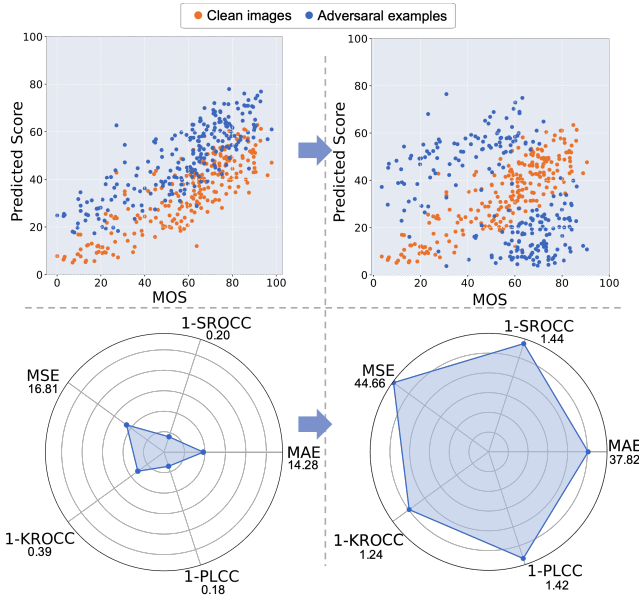 Clean images
Adversaral examples
100
80
60
40
20
0
0
20
40
60
80
100
Predicted Score
MOS
100
80
60
40
20
0
0
20
40
60
80
100
Predicted Score
MOS
1-SROCC
0.20
MSE
16.81
MAE
14.28
1-KROCC
0.39
1-PLCC
0.18
1-SROCC
1.44
MSE
44.66
MAE
37.82
1-KROCC
1.24
1-PLCC
1.42